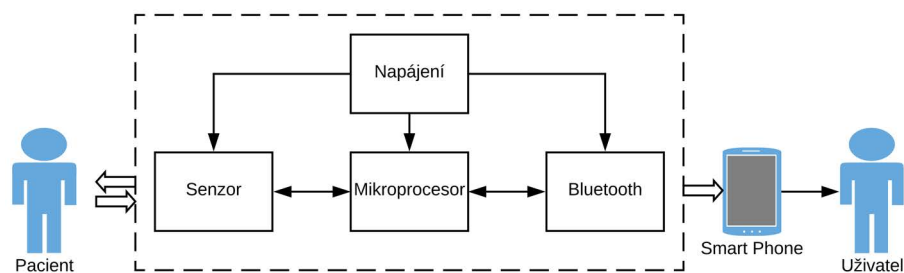 Napájení
Senzor
Mikroprocesor
Bluetooth
Pacient
Smart Phone
Uživatel